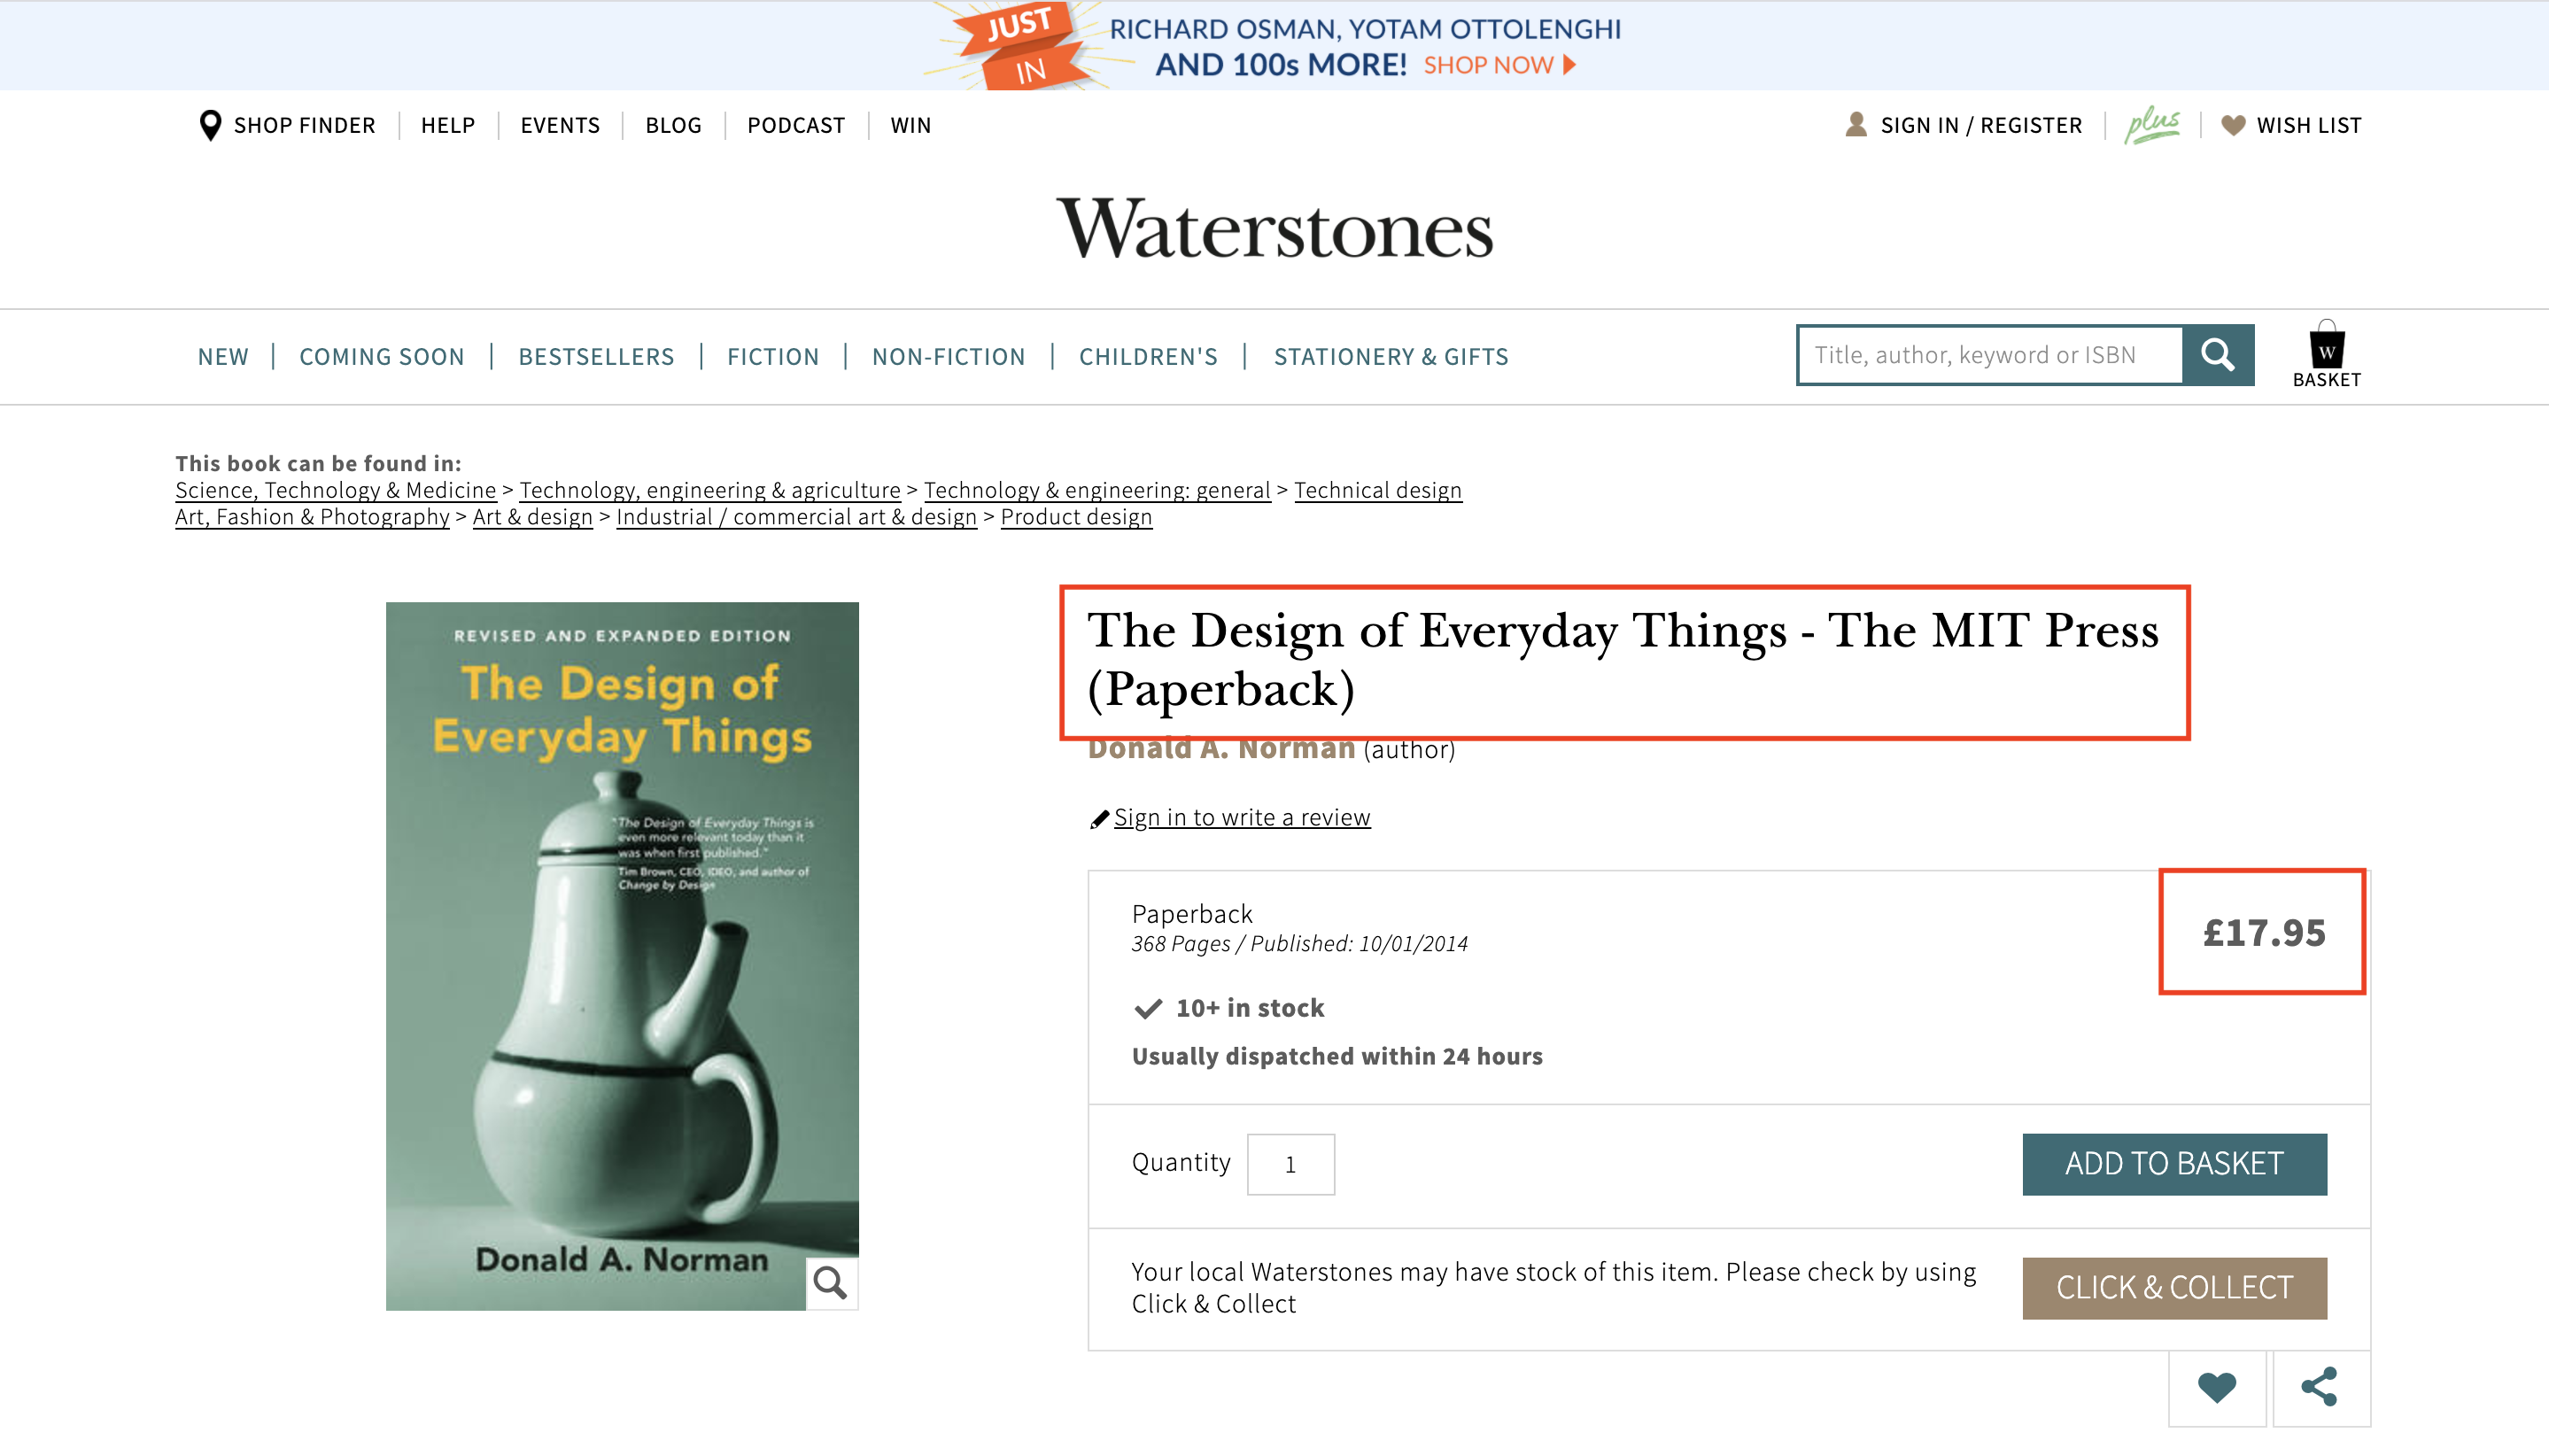 JUST
IN
RICHARD OSMAN, YOTAM OTTOLENGHI
AND 100s MORE! SHOP NOW
SHOP FINDER HELP EVENTS BLOG PODCAST WIN
SIGN IN / REGISTER plus WISH LIST
Waterstones
NEW COMING SOON BESTSELLERS FICTION NON-FICTION CHILDREN'S STATIONERY & GIFTS
Title, author, keyword or ISBN
W
BASKET
This book can be found in:
Science, Technology & Medicine > Technology, engineering & agriculture > Technology & engineering: general > Technical design
Art, Fashion & Photography > Art & design > Industrial / commercial art & design > Product design
REVISED AND EXPANDED EDITION
The Design of
Everyday Things
"The Design of Everyday Things is
even more relevant today than it
was when first published."
Tim Brown, CEO, IDEO, and author of
Change by Design
Donald A. Norman
The Design of Everyday Things - The MIT Press
(Paperback)
Donald A. Norman (author)
Sign in to write a review
Paperback
368 Pages / Published: 10/01/2014
£17.95
10+ in stock
Usually dispatched within 24 hours
Quantity 1
ADD TO BASKET
Your local Waterstones may have stock of this item. Please check by using
Click & Collect
CLICK & COLLECT